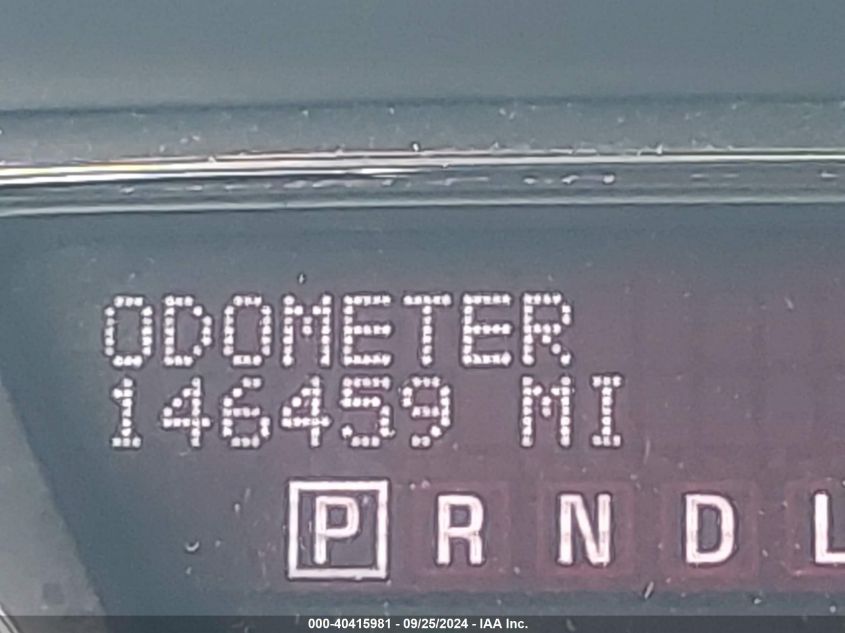 ODOMETER
146459 MI
P R N D L
000-40415981 - 09/25/2024 - IAA Inc.